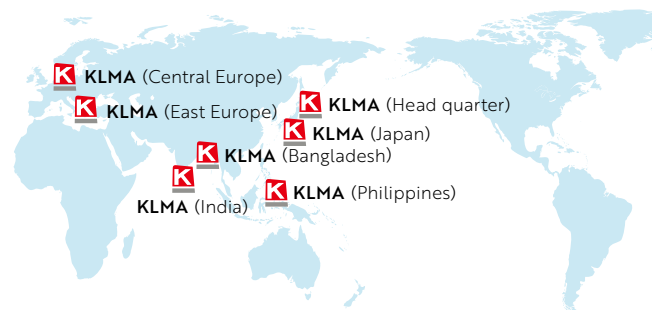 K KLMA (Central Europe)
K KLMA (East Europe)
K KLMA (Head quarter)
K KLMA (Japan)
K KLMA (Bangladesh)
K
KLMA (India)
K KLMA (Philippines)